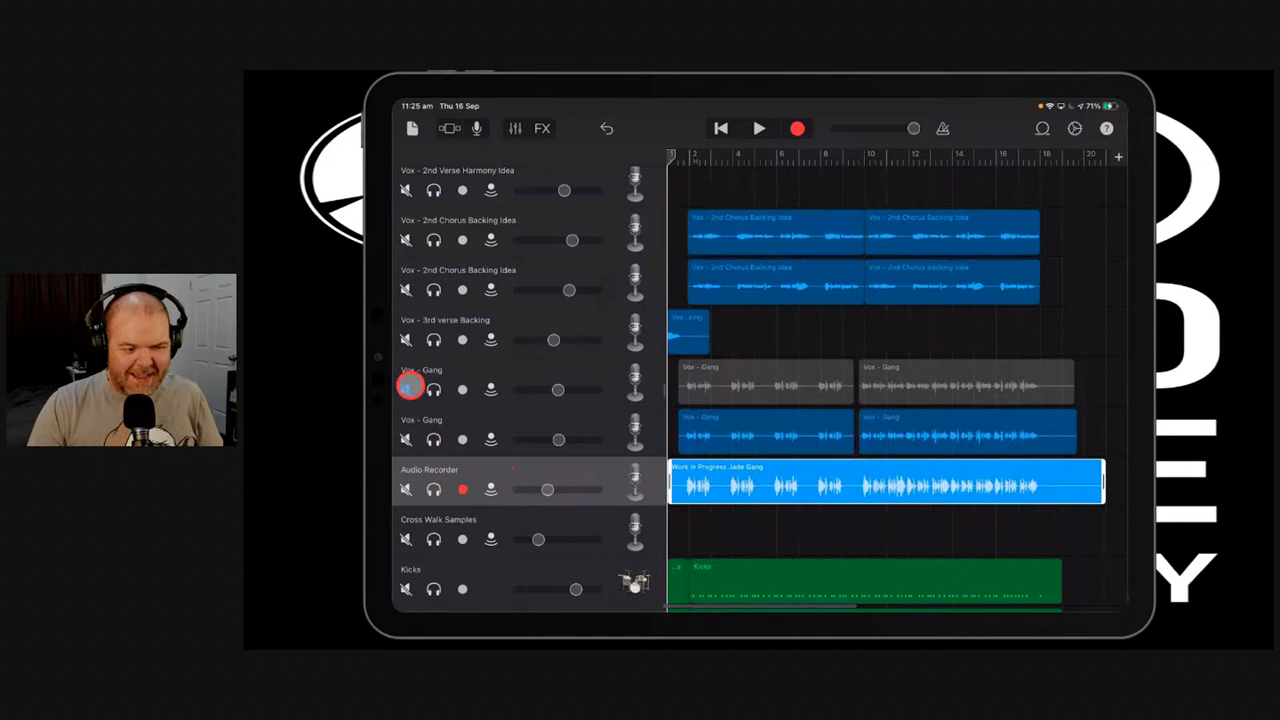 11:25 am Thu 16 Sep
71%
FX
1 2 4 6 8 10 12 14 16 18 20
Vox - 2nd Verse Harmony Idea
Vox - 2nd Chorus Backing Idea
Vox - 2nd Chorus Backing Idea
Vox - 2nd Chorus Backing Idea
Vox - 2nd Chorus Backing Idea
Vox - 2nd Chorus Backing Idea
Vox - 2nd Chorus Backing Idea
Vox - 3rd verse Backing
Vox...king
Vox - Gang
Vox - Gang
Vox - Gang
Vox - Gang
Vox - Gang
Vox - Gang
Audio Recorder
Work in Progress Jade Gang
Cross Walk Samples
Kicks
...s
Kicks